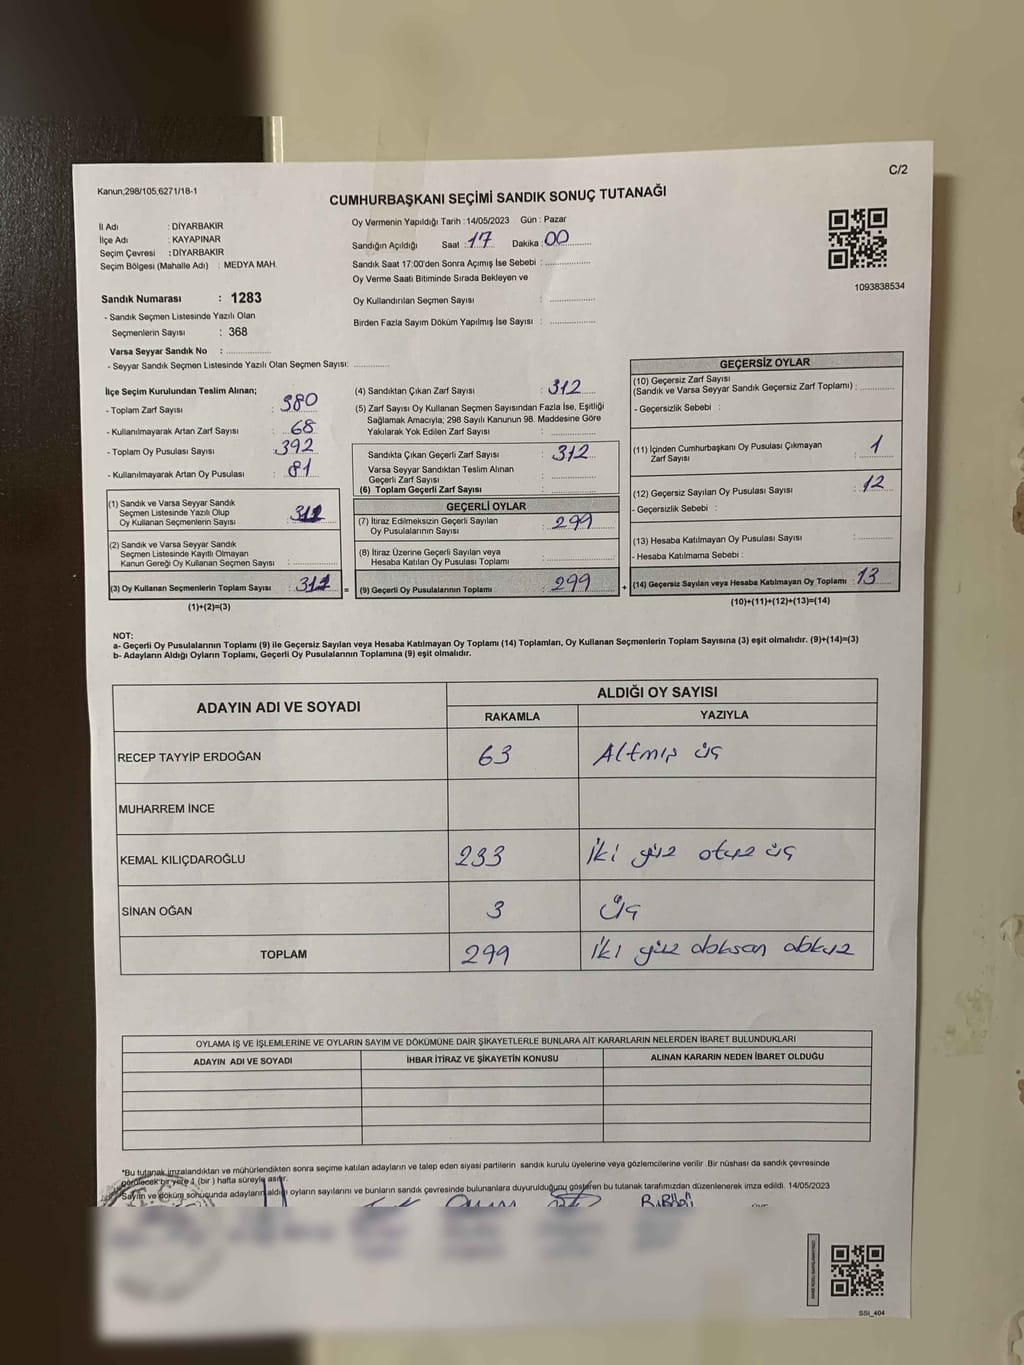 C/2
Kanun;298/105,6271/18-1
CUMHURBAŞKANI SEÇİMİ SANDIK SONUÇ TUTANAĞI
İl Adı : DİYARBAKIR
İlçe Adı : KAYAPINAR
Seçim Çevresi : DİYARBAKIR
Seçim Bölgesi (Mahalle Adı) : MEDYA MAH.
Oy Vermenin Yapıldığı Tarih : 14/05/2023 Gün : Pazar
Sandığın Açıldığı Saat : 17 Dakika : 00
Sandık Saat 17:00'den Sonra Açımış İse Sebebi :
Oy Verme Saati Bitiminde Sırada Bekleyen ve
Oy Kullandırılan Seçmen Sayısı :
Birden Fazla Sayım Döküm Yapılmış İse Sayısı :
1093838534
Sandık Numarası : 1283
- Sandık Seçmen Listesinde Yazılı Olan
Seçmenlerin Sayısı : 368
Varsa Seyyar Sandık No :
- Seyyar Sandık Seçmen Listesinde Yazılı Olan Seçmen Sayısı:
İlçe Seçim Kurulundan Teslim Alınan;
- Toplam Zarf Sayısı : 380
- Kullanılmayarak Artan Zarf Sayısı : 68
- Toplam Oy Pusulası Sayısı : 392
- Kullanılmayarak Artan Oy Pusulası : 81
(1) Sandık ve Varsa Seyyar Sandık
Seçmen Listesinde Yazılı Olup
Oy Kullanan Seçmenlerin Sayısı :
(2) Sandık ve Varsa Seyyar Sandık
Seçmen Listesinde Kayıtlı Olmayan
Kanun Gereği Oy Kullanan Seçmen Sayısı :
(3) Oy Kullanan Seçmenlerin Toplam Sayısı : =
(1)+(2)=(3)
(4) Sandıktan Çıkan Zarf Sayısı : 312
(5) Zarf Sayısı Oy Kullanan Seçmen Sayısından Fazla İse, Eşitliği
Sağlamak Amacıyla; 298 Sayılı Kanunun 98. Maddesine Göre
Yakılarak Yok Edilen Zarf Sayısı :
Sandıkta Çıkan Geçerli Zarf Sayısı : 312
Varsa Seyyar Sandıktan Teslim Alınan
Geçerli Zarf Sayısı :
(6) Toplam Geçerli Zarf Sayısı :
GEÇERLİ OYLAR
(7) İtiraz Edilmeksizin Geçerli Sayılan
Oy Pusulalarının Sayısı : 299
(8) İtiraz Üzerine Geçerli Sayılan veya
Hesaba Katılan Oy Pusulası Toplamı :
(9) Geçerli Oy Pusulalarının Toplamı : 299 +
GEÇERSİZ OYLAR
(10) Geçersiz Zarf Sayısı
(Sandık ve Varsa Seyyar Sandık Geçersiz Zarf Toplamı) :
- Geçersizlik Sebebi :
(11) İçinden Cumhurbaşkanı Oy Pusulası Çıkmayan
Zarf Sayısı : 1
(12) Geçersiz Sayılan Oy Pusulası Sayısı : 12
- Geçersizlik Sebebi :
(13) Hesaba Katılmayan Oy Pusulası Sayısı :
- Hesaba Katılmama Sebebi :
(14) Geçersiz Sayılan veya Hesaba Katılmayan Oy Toplamı : 13
(10)+(11)+(12)+(13)=(14)
NOT:
a- Geçerli Oy Pusulalarının Toplamı (9) ile Geçersiz Sayılan veya Hesaba Katılmayan Oy Toplamı (14) Toplamları, Oy Kullanan Seçmenlerin Toplam Sayısına (3) eşit olmalıdır. (9)+(14)=(3)
b- Adayların Aldığı Oyların Toplamı, Geçerli Oy Pusulalarının Toplamına (9) eşit olmalıdır.
ADAYIN ADI VE SOYADI
ALDIĞI OY SAYISI
RAKAMLA YAZIYLA
RECEP TAYYİP ERDOĞAN 63 Altmış üç
MUHARREM İNCE
KEMAL KILIÇDAROĞLU 233 İki yüz otuz üç
SİNAN OĞAN 3 Üç
TOPLAM 299 İki yüz doksan dokuz
OYLAMA İŞ VE İŞLEMLERİNE VE OYLARIN SAYIM VE DÖKÜMÜNE DAİR ŞİKAYETLERLE BUNLARA AİT KARARLARIN NELERDEN İBARET BULUNDUKLARI
ADAYIN ADI VE SOYADI İHBAR İTİRAZ VE ŞİKAYETİN KONUSU ALINAN KARARIN NEDEN İBARET OLDUĞU
*Bu tutanak imzalandıktan ve mühürlendikten sonra seçime katılan adayların ve talep eden siyasi partilerin sandık kurulu üyelerine veya gözlemcilerine verilir .Bir nüshası da sandık çevresinde
görülecek bir yere 1 (bir ) hafta süreyle asılır.
Sayım ve döküm sonucunda adayların aldığı oyların sayılarını ve bunların sandık çevresinde bulunanlara duyurulduğunu gösteren bu tutanak tarafımızdan düzenlenerek imza edildi. 14/05/2023
SSİ_404